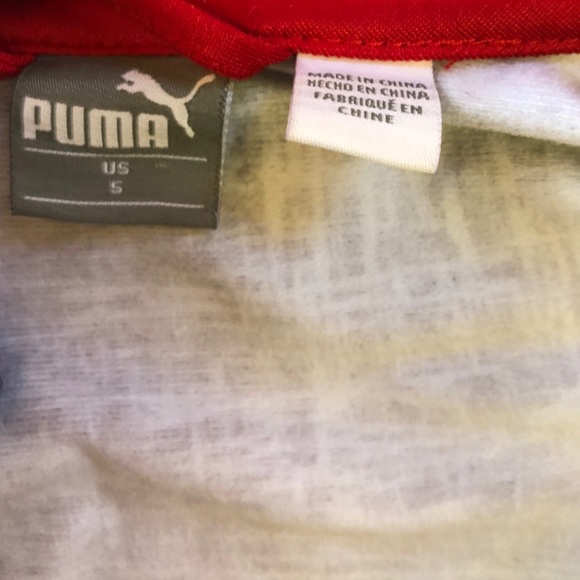 PUMA
US
S
MADE IN CHINA
HECHO EN CHINA
FABRIQUÉ EN
CHINE